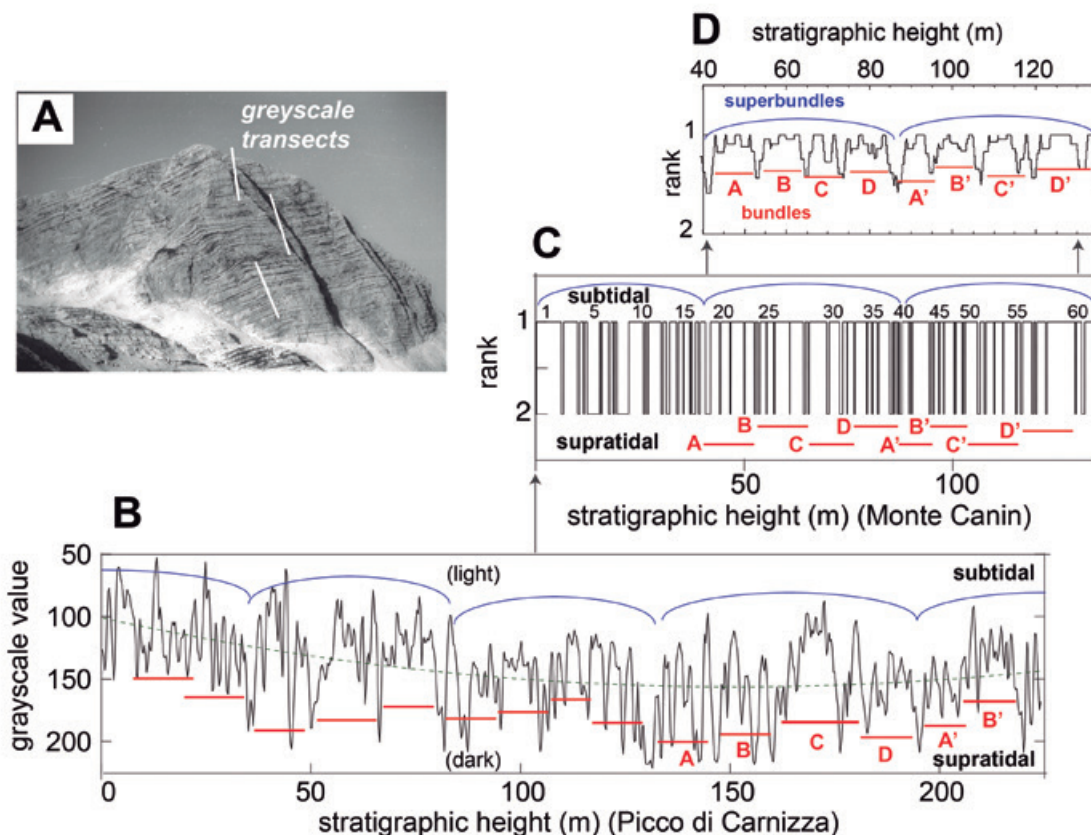 A
greyscale
transects
D
stratigraphic height (m)
40 60 80 100 120
superbundles
1
rank
A B C D A' B' C' D'
bundles
2
C
subtidal
1 5 10 15 20 25 30 35 40 45 50 55 60
1
rank
2
supratidal
A B C D A' B' C' D'
50 100
stratigraphic height (m) (Monte Canin)
B
50
(light)
subtidal
100
grayscale value
150
200
(dark)
A B C D A' B'
supratidal
0 50 100 150 200
stratigraphic height (m) (Picco di Carnizza)